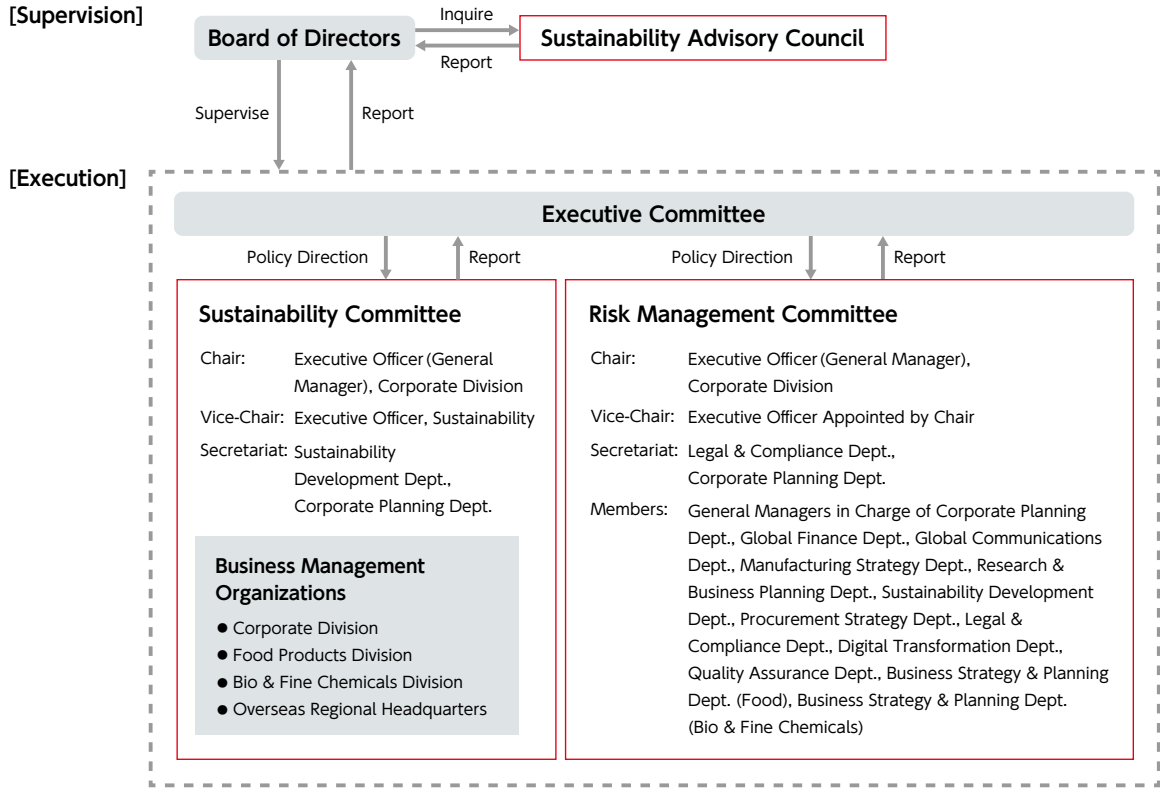 [Supervision]
Board of Directors
Inquire
Report
Sustainability Advisory Council
Supervise
Report
[Execution]
Executive Committee
Policy Direction
Report
Policy Direction
Report
Sustainability Committee
Chair: Executive Officer (General
Manager), Corporate Division
Vice-Chair: Executive Officer, Sustainability
Secretariat: Sustainability
Development Dept.,
Corporate Planning Dept.
Business Management
Organizations
● Corporate Division
● Food Products Division
● Bio & Fine Chemicals Division
● Overseas Regional Headquarters
Risk Management Committee
Chair: Executive Officer (General Manager),
Corporate Division
Vice-Chair: Executive Officer Appointed by Chair
Secretariat: Legal & Compliance Dept.,
Corporate Planning Dept.
Members: General Managers in Charge of Corporate Planning
Dept., Global Finance Dept., Global Communications
Dept., Manufacturing Strategy Dept., Research &
Business Planning Dept., Sustainability Development
Dept., Procurement Strategy Dept., Legal &
Compliance Dept., Digital Transformation Dept.,
Quality Assurance Dept., Business Strategy & Planning
Dept. (Food), Business Strategy & Planning Dept.
(Bio & Fine Chemicals)